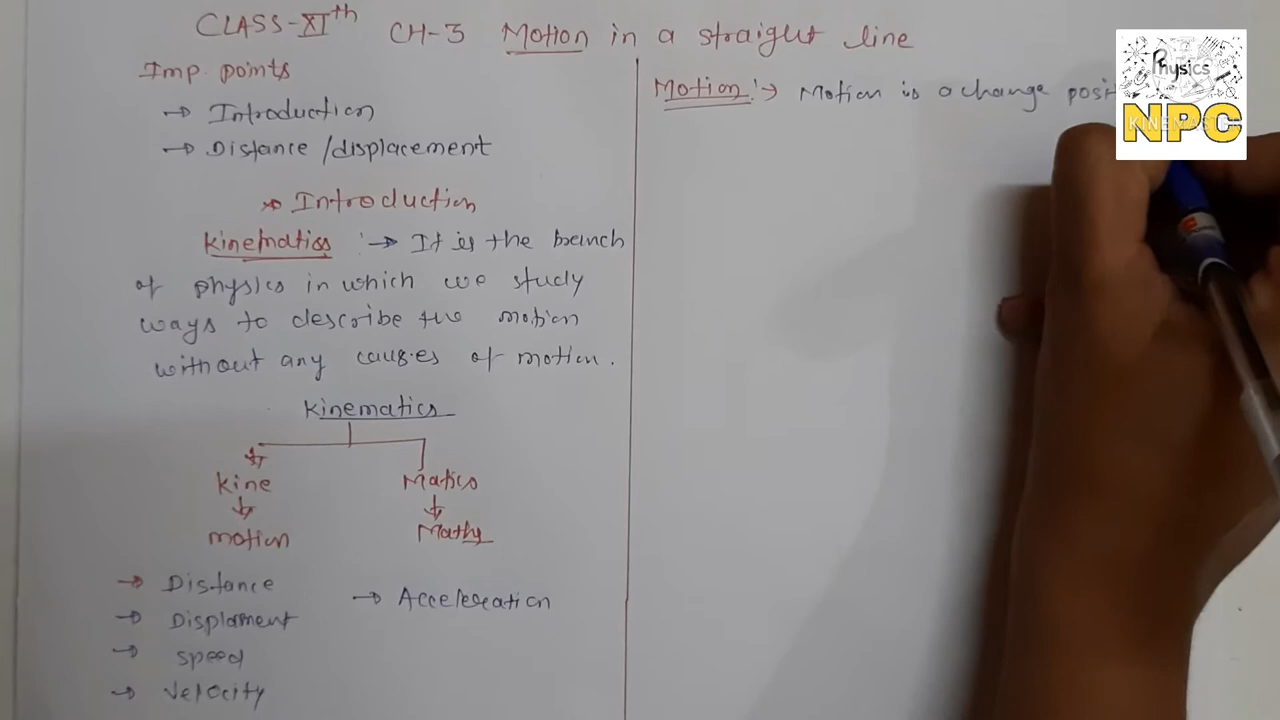 CLASS-XIth CH-3 Motion in a straight line
Imp. points
→ Introduction
→ Distance /displacement
* Introduction
Kinematics :→ It is the branch
of physics in which we study
ways to describe the motion
without any causes of motion.
Kinematics
Kine Matics
motion Maths
→ Distance
→ Displament
→ speed
→ Velocity
→ Acceleration
Motion :→ Motion is a change posit
Physics
NPC
KINEMASTER